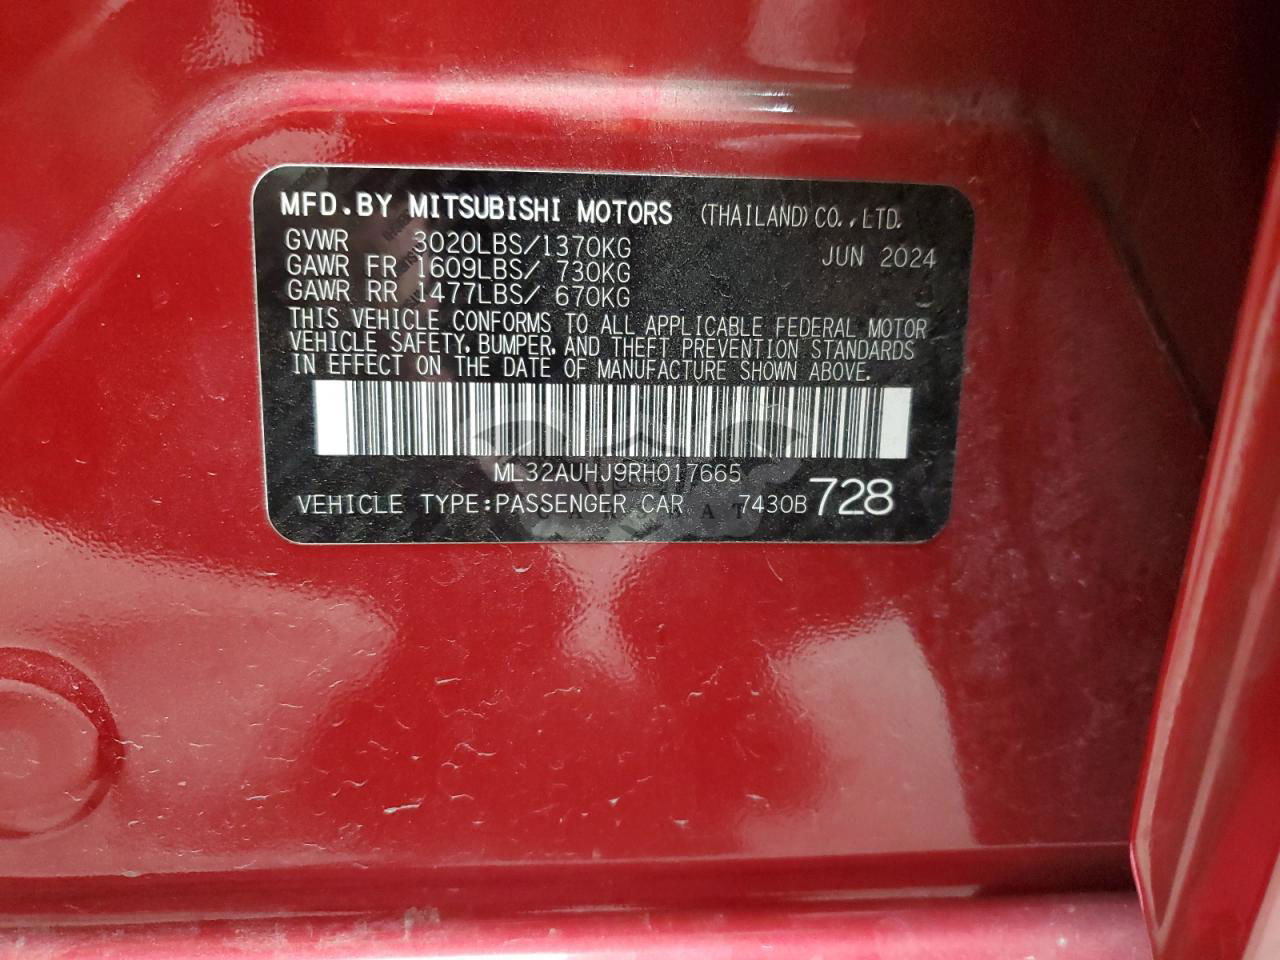 MFD.BY MITSUBISHI MOTORS (THAILAND)CO.,LTD.
GVWR 3020LBS/1370KG JUN 2024
GAWR FR 1609LBS/ 730KG
GAWR RR 1477LBS/ 670KG
THIS VEHICLE CONFORMS TO ALL APPLICABLE FEDERAL MOTOR
VEHICLE SAFETY, BUMPER, AND THEFT PREVENTION STANDARDS
IN EFFECT ON THE DATE OF MANUFACTURE SHOWN ABOVE.
ML32AUHJ9RH017665
VEHICLE TYPE:PASSENGER CAR 7430B 728